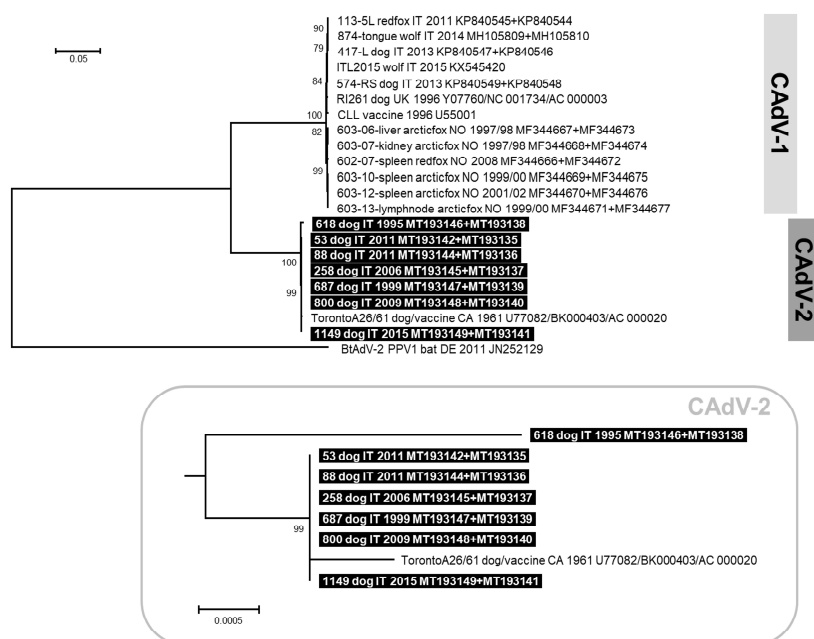 113-5L redfox IT 2011 KP840545+KP840544
90
874-tongue wolf IT 2014 MH105809+MH105810
79
417-L dog IT 2013 KP840547+KP840546
0.05
ITL2015 wolf IT 2015 KX545420
84
574-RS dog IT 2013 KP840549+KP840548
RI261 dog UK 1996 Y07760/NC 001734/AC 000003
100
CLL vaccine 1996 U55001
CAdV-1
82
603-06-liver arcticfox NO 1997/98 MF344667+MF344673
603-07-kidney arcticfox NO 1997/98 MF344668+MF344674
602-07-spleen redfox NO 2008 MF344666+MF344672
99
603-10-spleen arcticfox NO 1999/00 MF344669+MF344675
603-12-spleen arcticfox NO 2001/02 MF344670+MF344676
603-13-lymphnode arcticfox NO 1999/00 MF344671+MF344677
618 dog IT 1995 MT193146+MT193138
53 dog IT 2011 MT193142+MT193135
88 dog IT 2011 MT193144+MT193136
100
258 dog IT 2006 MT193145+MT193137
CAdV-2
687 dog IT 1999 MT193147+MT193139
99
800 dog IT 2009 MT193148+MT193140
TorontoA26/61 dog/vaccine CA 1961 U77082/BK000403/AC 000020
1149 dog IT 2015 MT193149+MT193141
BtAdV-2 PPV1 bat DE 2011 JN252129
CAdV-2
618 dog IT 1995 MT193146+MT193138
53 dog IT 2011 MT193142+MT193135
88 dog IT 2011 MT193144+MT193136
258 dog IT 2006 MT193145+MT193137
687 dog IT 1999 MT193147+MT193139
99
800 dog IT 2009 MT193148+MT193140
TorontoA26/61 dog/vaccine CA 1961 U77082/BK000403/AC 000020
1149 dog IT 2015 MT193149+MT193141
0.0005